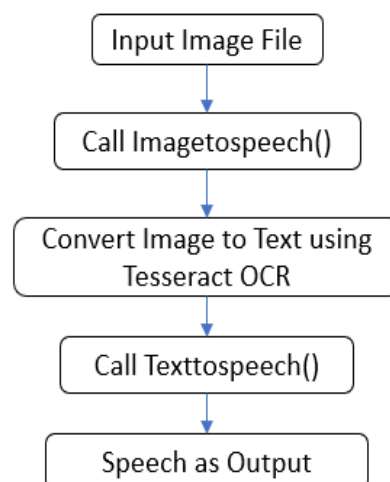 Input Image File
Call Imagetospeech()
Convert Image to Text using
Tesseract OCR
Call Texttospeech()
Speech as Output